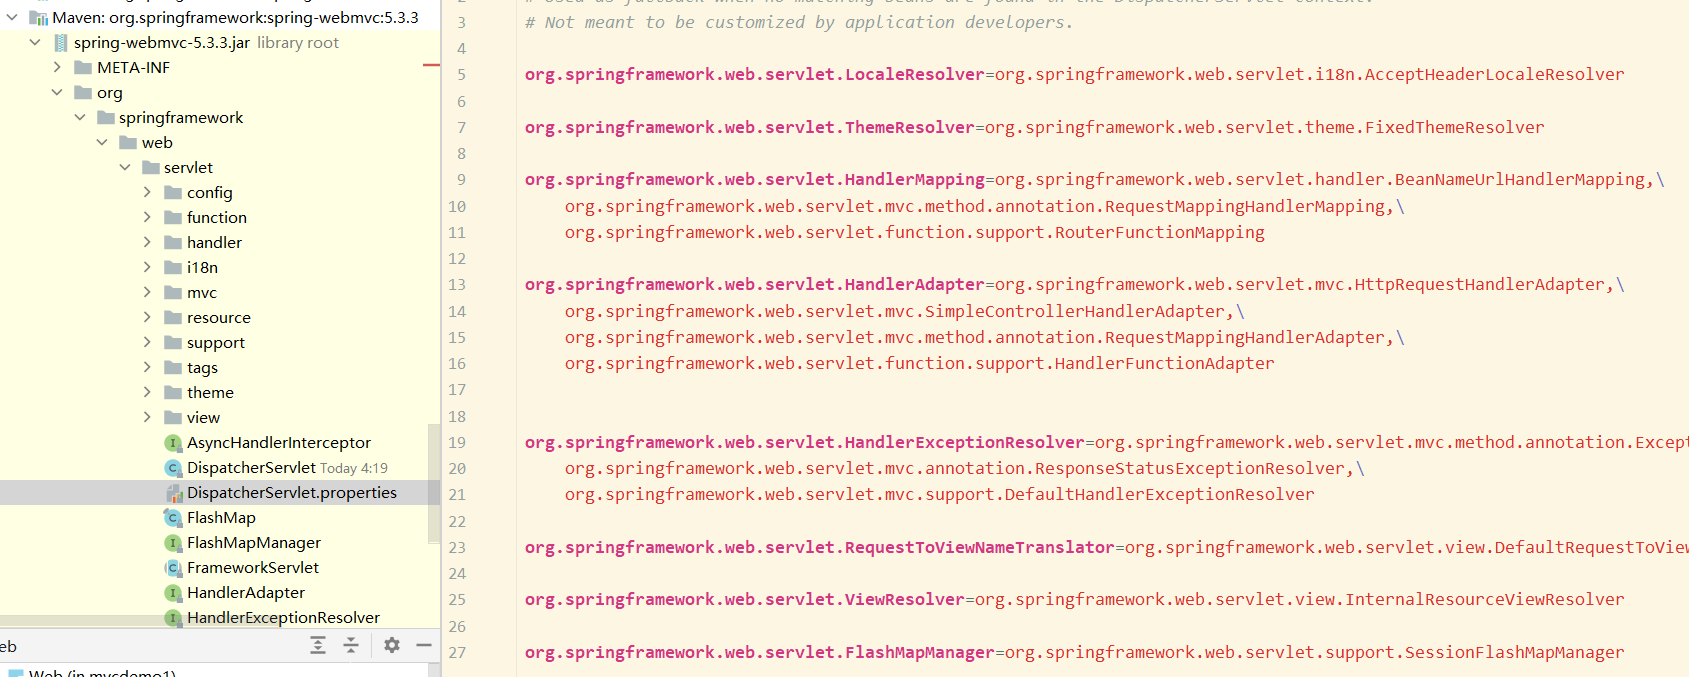 Maven: org.springframework:spring-webmvc:5.3.3
spring-webmvc-5.3.3.jar library root
META-INF
org
springframework
web
servlet
config
function
handler
i18n
mvc
resource
support
tags
theme
view
AsyncHandlerInterceptor
DispatcherServlet Today 4:19
DispatcherServlet.properties
FlashMap
FlashMapManager
FrameworkServlet
HandlerAdapter
HandlerExceptionResolver
eb
Web (in mvcdemo1)
3 # Not meant to be customized by application developers.
4
5 org.springframework.web.servlet.LocaleResolver=org.springframework.web.servlet.i18n.AcceptHeaderLocaleResolver
6
7 org.springframework.web.servlet.ThemeResolver=org.springframework.web.servlet.theme.FixedThemeResolver
8
9 org.springframework.web.servlet.HandlerMapping=org.springframework.web.servlet.handler.BeanNameUrlHandlerMapping,\
10 org.springframework.web.servlet.mvc.method.annotation.RequestMappingHandlerMapping,\
11 org.springframework.web.servlet.function.support.RouterFunctionMapping
12
13 org.springframework.web.servlet.HandlerAdapter=org.springframework.web.servlet.mvc.HttpRequestHandlerAdapter,\
14 org.springframework.web.servlet.mvc.SimpleControllerHandlerAdapter,\
15 org.springframework.web.servlet.mvc.method.annotation.RequestMappingHandlerAdapter,\
16 org.springframework.web.servlet.function.support.HandlerFunctionAdapter
17
18
19 org.springframework.web.servlet.HandlerExceptionResolver=org.springframework.web.servlet.mvc.method.annotation.Except
20 org.springframework.web.servlet.mvc.annotation.ResponseStatusExceptionResolver,\
21 org.springframework.web.servlet.mvc.support.DefaultHandlerExceptionResolver
22
23 org.springframework.web.servlet.RequestToViewNameTranslator=org.springframework.web.servlet.view.DefaultRequestToView
24
25 org.springframework.web.servlet.ViewResolver=org.springframework.web.servlet.view.InternalResourceViewResolver
26
27 org.springframework.web.servlet.FlashMapManager=org.springframework.web.servlet.support.SessionFlashMapManager